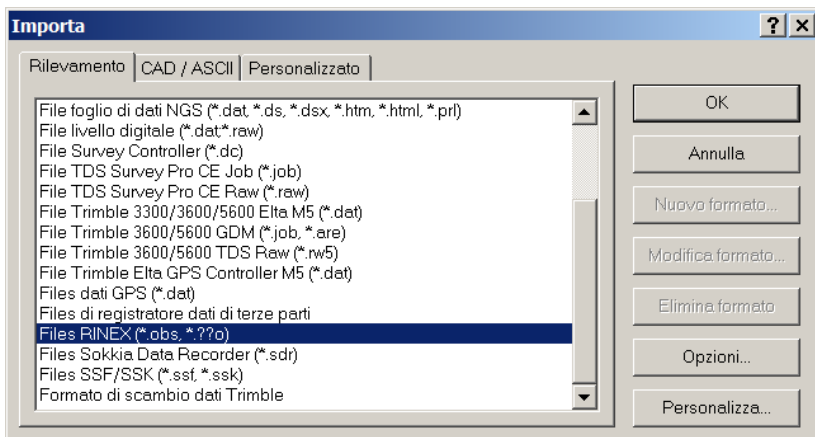 Importa
Rilevamento
CAD / ASCII
Personalizzato
File foglio di dati NGS (*.dat, *.ds, *.dsx, *.htm, *.html, *.prl)
File livello digitale (*.dat;*.raw)
File Survey Controller (*.dc)
File TDS Survey Pro CE Job (*.job)
File TDS Survey Pro CE Raw (*.raw)
File Trimble 3300/3600/5600 Elta M5 (*.dat)
File Trimble 3600/5600 GDM (*.job, *.are)
File Trimble 3600/5600 TDS Raw (*.rw5)
File Trimble Elta GPS Controller M5 (*.dat)
Files dati GPS (*.dat)
Files di registratore dati di terze parti
Files RINEX (*.obs, *.??o)
Files Sokkia Data Recorder (*.sdr)
Files SSF/SSK (*.ssf, *.ssk)
Formato di scambio dati Trimble
OK
Annulla
Nuovo formato...
Modifica formato...
Elimina formato
Opzioni...
Personalizza...